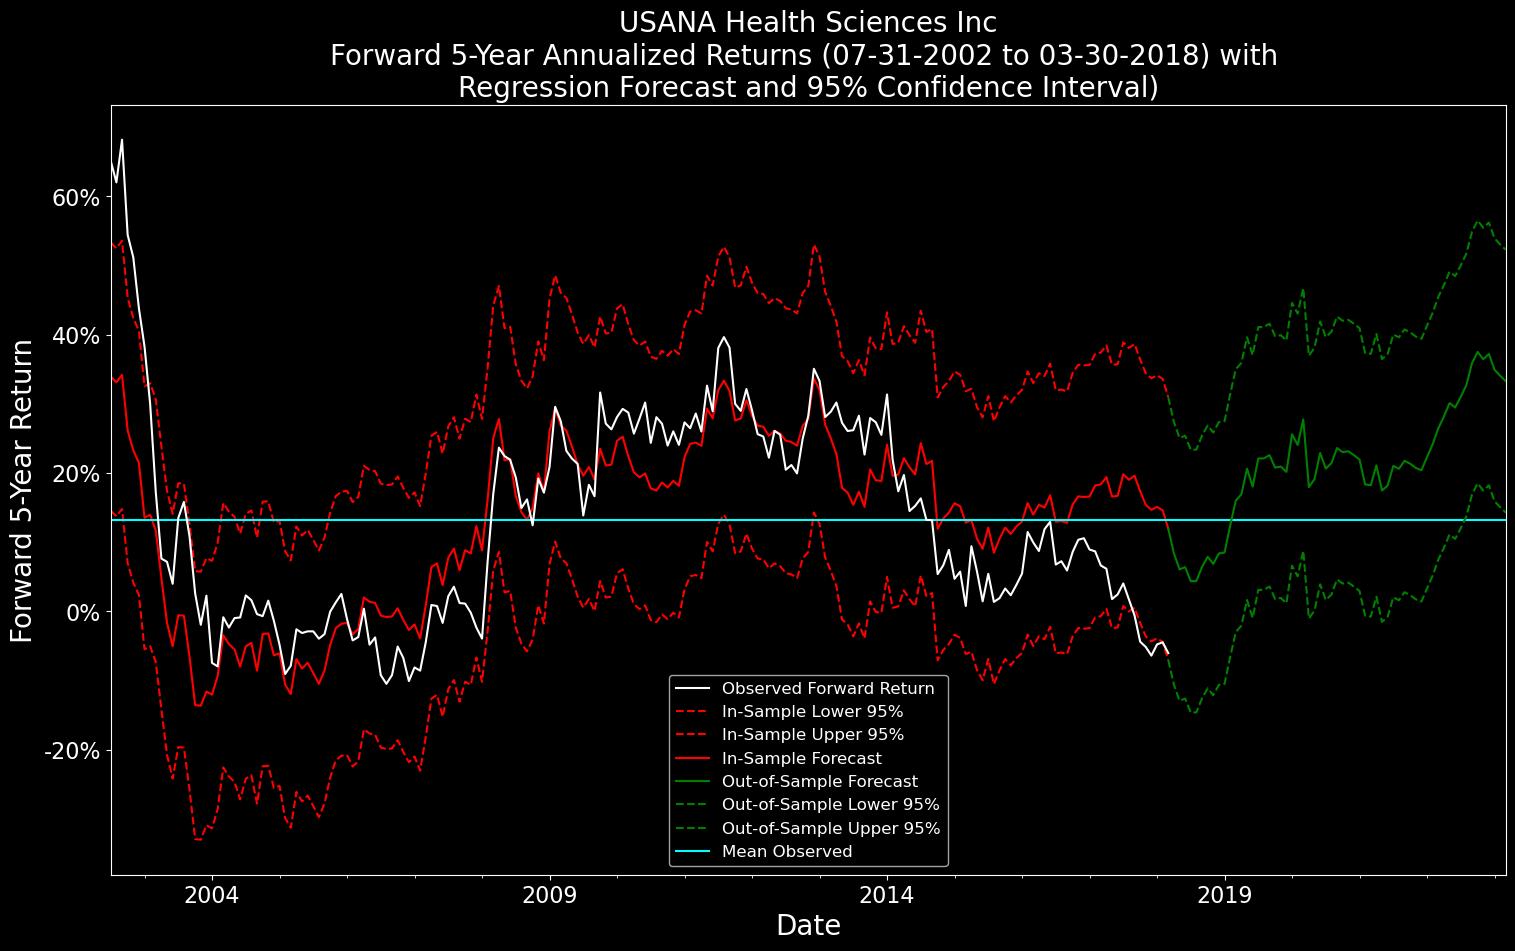 USANA Health Sciences Inc
Forward 5-Year Annualized Returns (07-31-2002 to 03-30-2018) with
Regression Forecast and 95% Confidence Interval)
Forward 5-Year Return
60%
40%
20%
0%
-20%
Observed Forward Return
In-Sample Lower 95%
In-Sample Upper 95%
In-Sample Forecast
Out-of-Sample Forecast
Out-of-Sample Lower 95%
Out-of-Sample Upper 95%
Mean Observed
2004 2009 2014 2019
Date